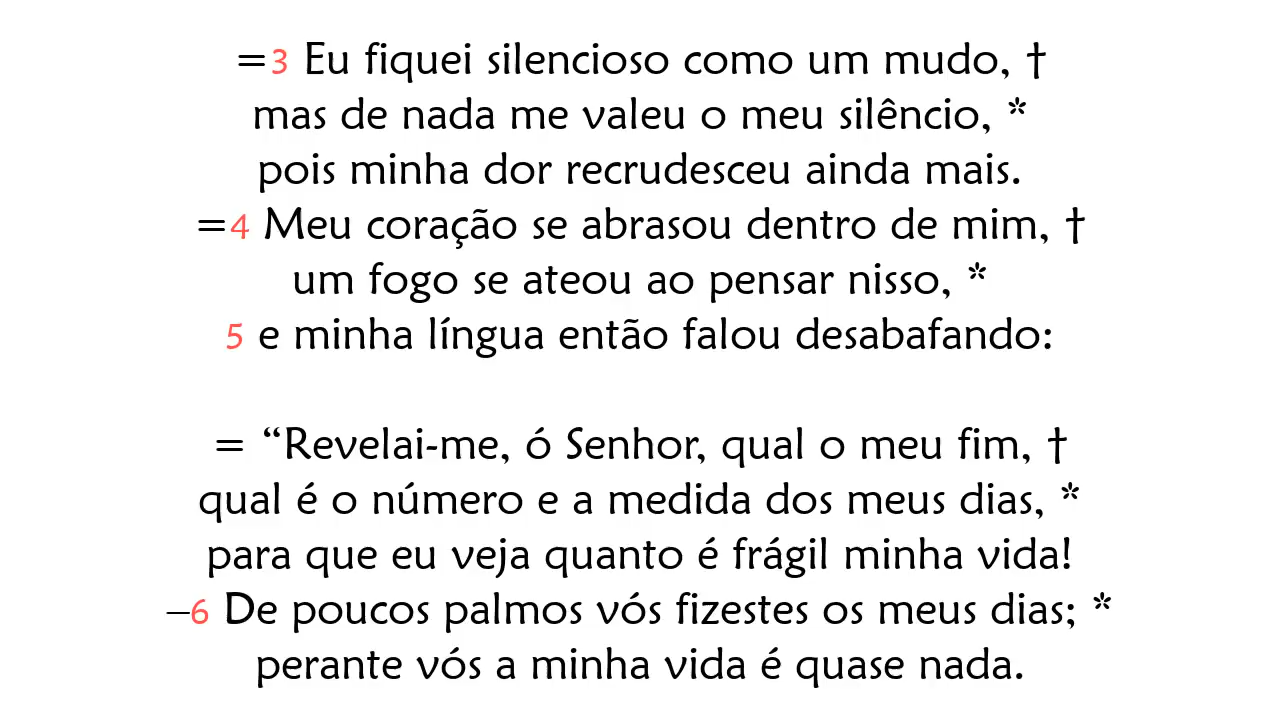 =3 Eu fiquei silencioso como um mudo, †
mas de nada me valeu o meu silêncio, *
pois minha dor recrudesceu ainda mais.
=4 Meu coração se abrasou dentro de mim, †
um fogo se ateou ao pensar nisso, *
5 e minha língua então falou desabafando:
= “Revelai-me, ó Senhor, qual o meu fim, †
qual é o número e a medida dos meus dias, *
para que eu veja quanto é frágil minha vida!
–6 De poucos palmos vós fizestes os meus dias; *
perante vós a minha vida é quase nada.